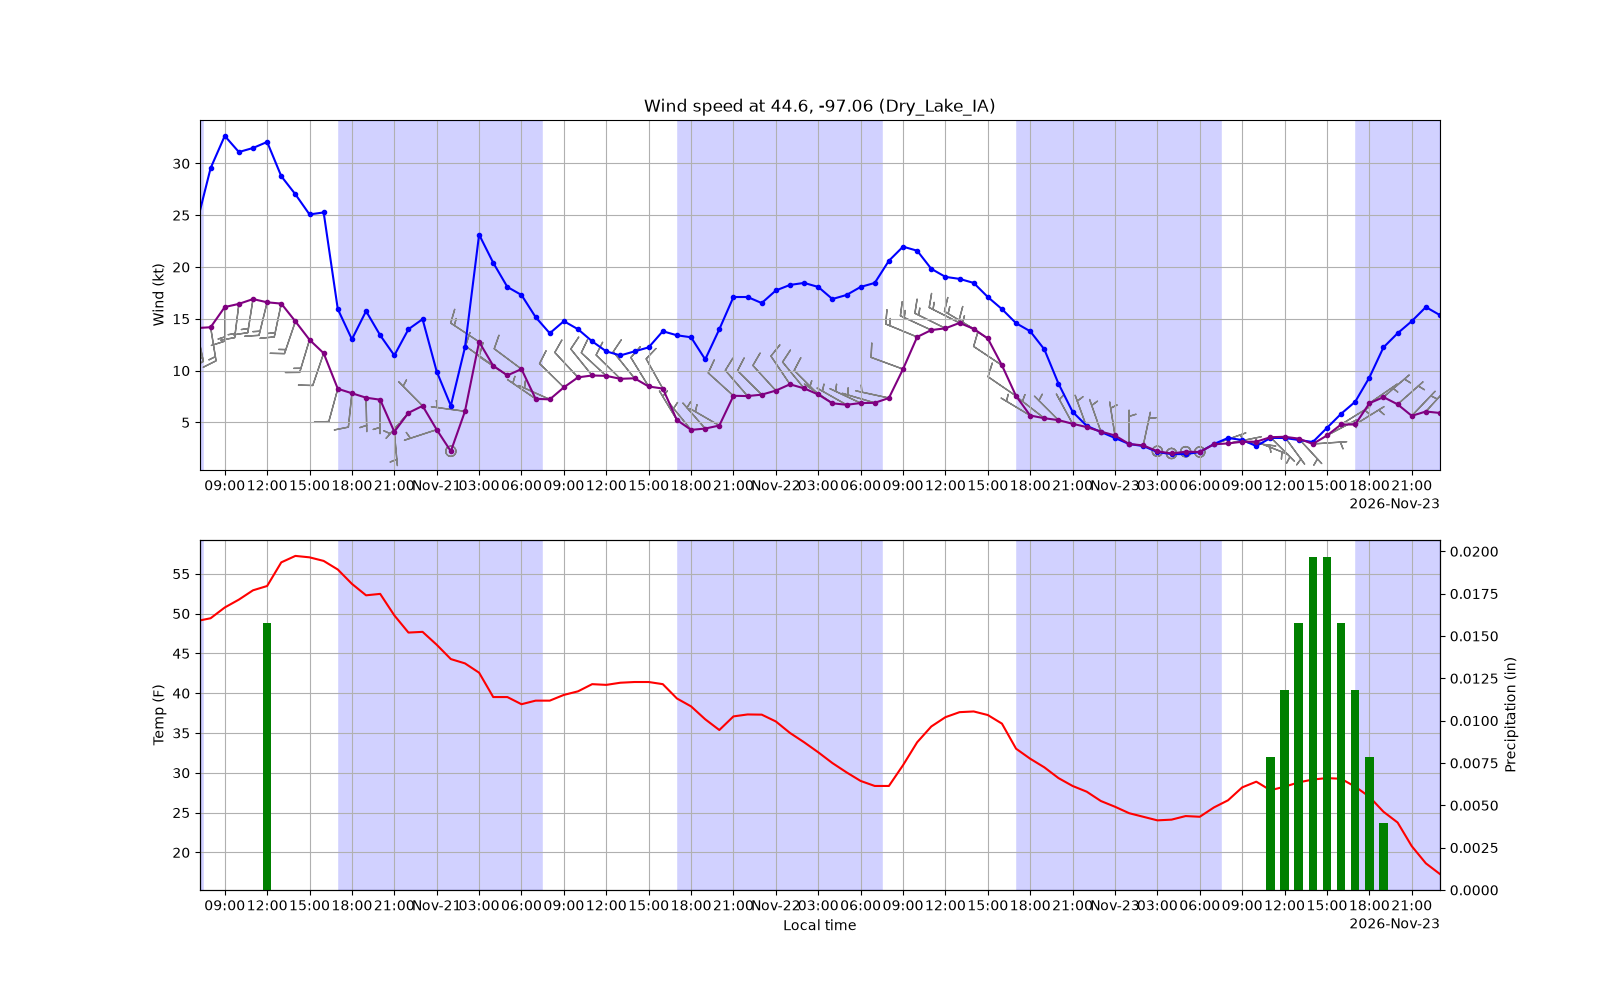 Wind speed at 44.6, -97.06 (Dry_Lake_IA)
Wind (kt)
30
25
20
15
10
5
09:00 12:00 15:00 18:00 21:00 Nov-21 03:00 06:00 09:00 12:00 15:00 18:00 21:00 Nov-22 03:00 06:00 09:00 12:00 15:00 18:00 21:00 Nov-23 03:00 06:00 09:00 12:00 15:00 18:00 21:00
2026-Nov-23
Temp (F)
55
50
45
40
35
30
25
20
Precipitation (in)
0.0200
0.0175
0.0150
0.0125
0.0100
0.0075
0.0050
0.0025
0.0000
09:00 12:00 15:00 18:00 21:00 Nov-21 03:00 06:00 09:00 12:00 15:00 18:00 21:00 Nov-22 03:00 06:00 09:00 12:00 15:00 18:00 21:00 Nov-23 03:00 06:00 09:00 12:00 15:00 18:00 21:00
2026-Nov-23
Local time